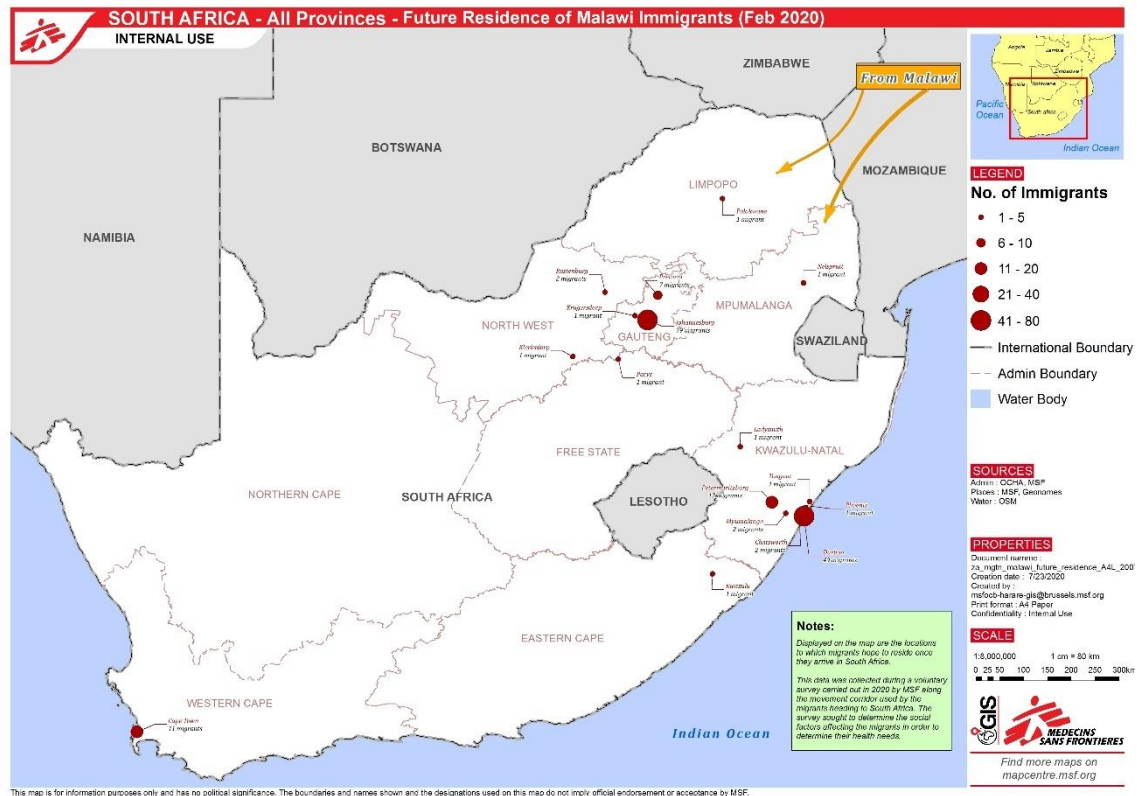 SOUTH AFRICA - All Provinces - Future Residence of Malawi Immigrants (Feb 2020)
INTERNAL USE
ZIMBABWE
From Malawi
BOTSWANA
MOZAMBIQUE
NAMIBIA
LIMPOPO
Polokwane
1 migrant
Nelspruit
1 migrant
Rustenburg
2 migrants
7 migrants
MPUMALANGA
Krugersdorp
1 migrant
Johannesburg
79 migrants
NORTH WEST
GAUTENG
SWAZILAND
Klerksdorp
1 migrant
Parys
1 migrant
Ladysmith
1 migrant
FREE STATE
KWAZULU-NATAL
Tongaat
1 migrant
NORTHERN CAPE
SOUTH AFRICA
LESOTHO
Pietermaritzburg
migrants
Phoenix
1 migrant
Mpumalanga
2 migrants
Chatsworth
2 migrants
Durban
migrants
1 migrant
EASTERN CAPE
WESTERN CAPE
Cape Town
11 migrants
Indian Ocean
Notes:
Displayed on the map are the locations
to which migrants hope to reside once
they arrive in South Africa.
This data was collected during a voluntary
survey carried out in 2020 by MSF along
the movement corridor used by the
migrants heading to South Africa. The
survey sought to determine the social
factors affecting the migrants in order to
determine their health needs.
Angola
Zambia
Zimbabwe
Namibia
Botswana
South Africa
Pacific
Ocean
Indian Ocean
LEGEND
No. of Immigrants
1 - 5
6 - 10
11 - 20
21 - 40
41 - 80
International Boundary
Admin Boundary
Water Body
SOURCES
Admin : OCHA, MSF
Places : MSF, Geonames
Water : OSM
PROPERTIES
Document name :
za_mgtn_malawi_future_residence_A4L_200
Creation date : 7/23/2020
Created by :
msfocb-harare-gis@brussels.msf.org
Print format : A4 Paper
Confidentiality : Internal Use
SCALE
1:8,000,000 1 cm = 80 km
0 25 50 100 150 200 250 300km
GIS
MEDECINS
SANS FRONTIERES
Find more maps on
mapcentre.msf.org
This map is for information purposes only and has no political significance. The boundaries and names shown and the designations used on this map do not imply official endorsement or acceptance by MSF.